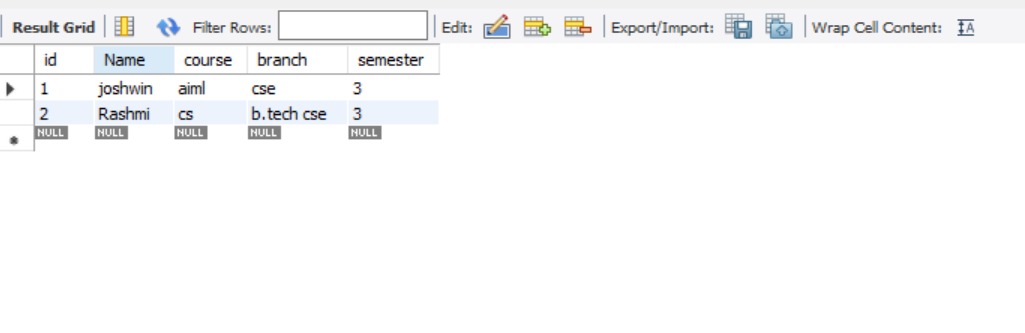 Result Grid Filter Rows: Edit: Export/Import: Wrap Cell Content: IA
id Name course branch semester
1 joshwin aiml cse 3
2 Rashmi cs b.tech cse 3
NULL NULL NULL NULL NULL